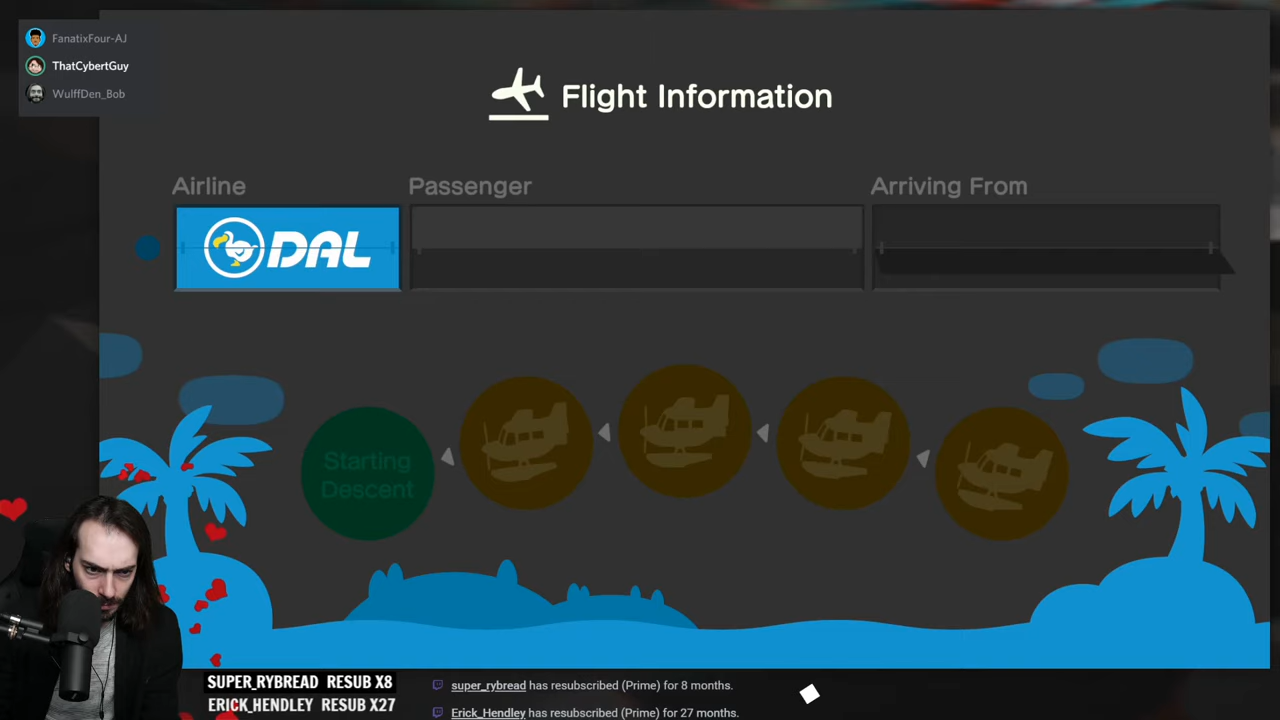 FanatixFour-AJ
ThatCybertGuy
WulffDen_Bob
Flight Information
Airline
Passenger
Arriving From
DAL
Starting
Descent
SUPER_RYBREAD RESUB X8
ERICK_HENDLEY RESUB X27
super_rybread has resubscribed (Prime) for 8 months.
Erick_Hendley has resubscribed (Prime) for 27 months.